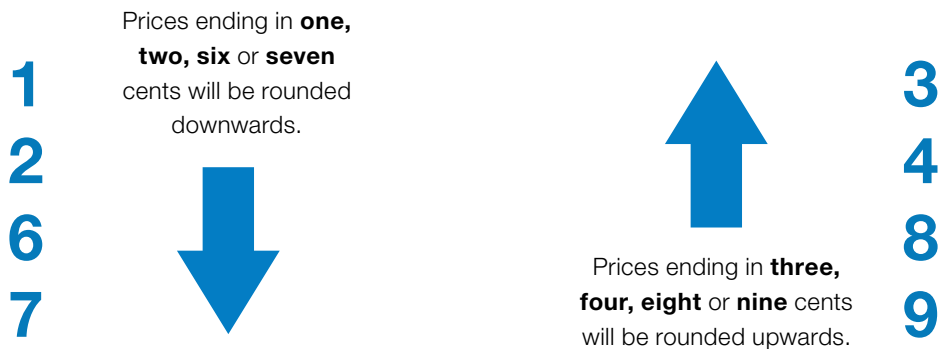 1
2
6
7
Prices ending in one,
two, six or seven
cents will be rounded
downwards.
Prices ending in three,
four, eight or nine cents
will be rounded upwards.
3
4
8
9